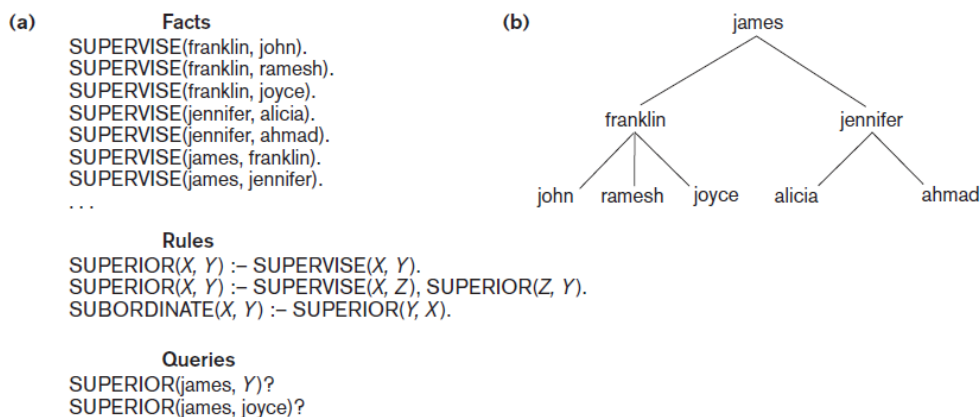 (a)
Facts
SUPERVISE(franklin, john).
SUPERVISE(franklin, ramesh).
SUPERVISE(franklin, joyce).
SUPERVISE(jennifer, alicia).
SUPERVISE(jennifer, ahmad).
SUPERVISE(james, franklin).
SUPERVISE(james, jennifer).
. . .
Rules
SUPERIOR(X, Y) :– SUPERVISE(X, Y).
SUPERIOR(X, Y) :– SUPERVISE(X, Z), SUPERIOR(Z, Y).
SUBORDINATE(X, Y) :– SUPERIOR(Y, X).
Queries
SUPERIOR(james, Y)?
SUPERIOR(james, joyce)?
(b)
james
franklin jennifer
john ramesh joyce alicia ahmad